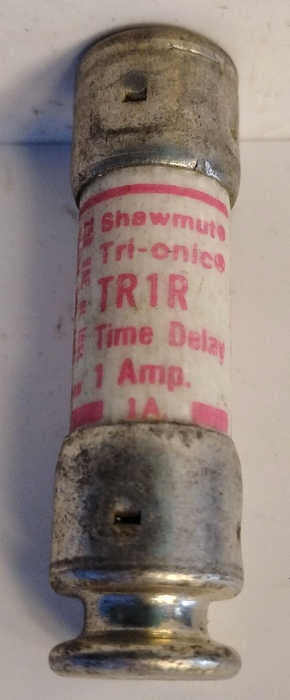 Shawmut®
Tri-onic®
TR1R
Time Delay
1 Amp.
1A